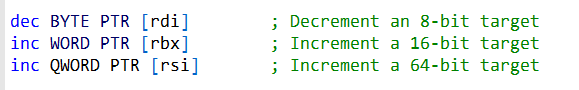 dec BYTE PTR [rdi] ; Decrement an 8-bit target
inc WORD PTR [rbx] ; Increment a 16-bit target
inc QWORD PTR [rsi] ; Increment a 64-bit target